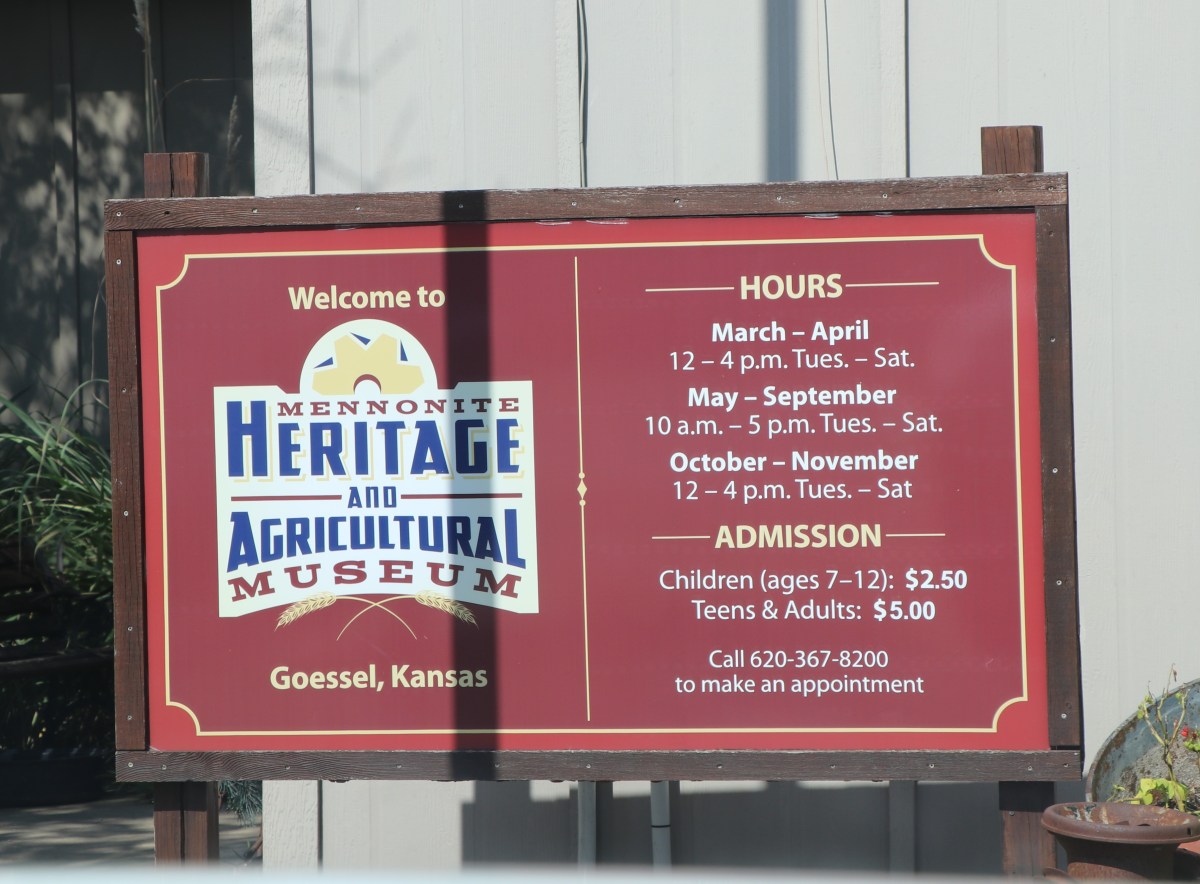 Welcome to
MENNONITE
HERITAGE
AND
AGRICULTURAL
MUSEUM
Goessel, Kansas
HOURS
March – April
12 – 4 p.m. Tues. – Sat.
May – September
10 a.m. – 5 p.m. Tues. – Sat.
October – November
12 – 4 p.m. Tues. – Sat
ADMISSION
Children (ages 7–12): $2.50
Teens & Adults: $5.00
Call 620-367-8200
to make an appointment